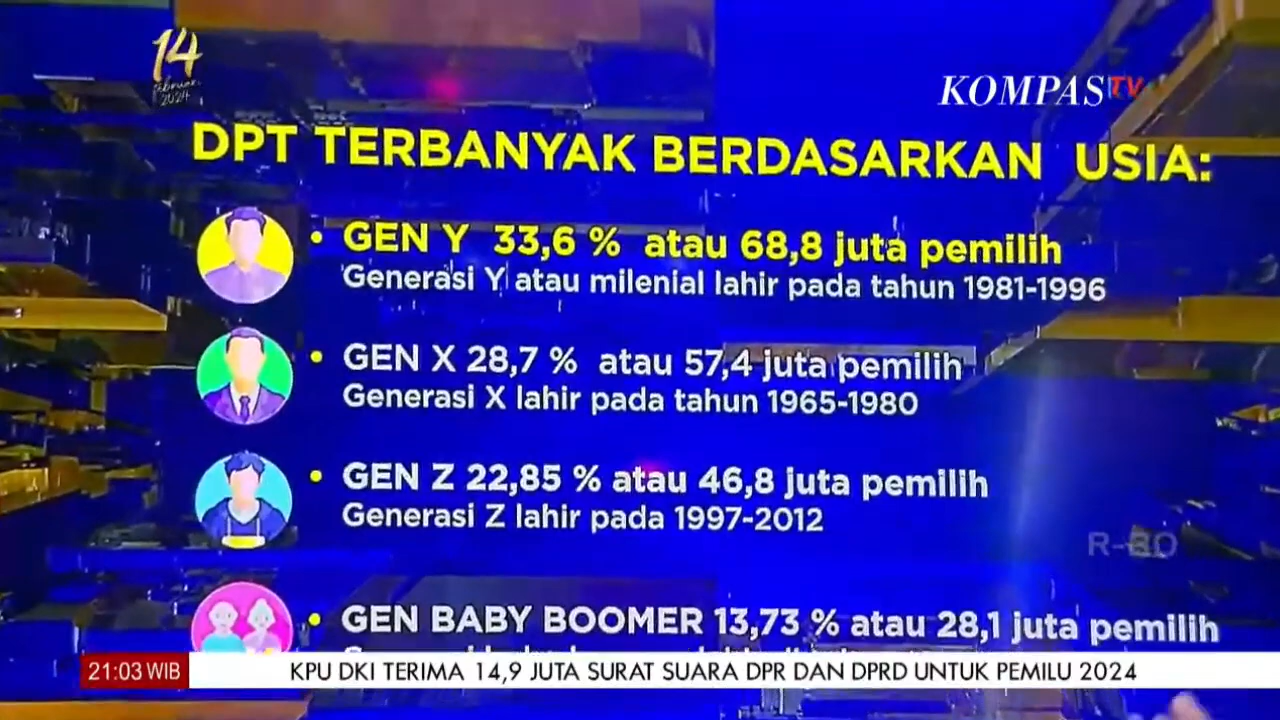 14
Februari
2024
KOMPAS TV
DPT TERBANYAK BERDASARKAN USIA:
• GEN Y 33,6 % atau 68,8 juta pemilih
Generasi Y atau milenial lahir pada tahun 1981-1996
• GEN X 28,7 % atau 57,4 juta pemilih
Generasi X lahir pada tahun 1965-1980
• GEN Z 22,85 % atau 46,8 juta pemilih
Generasi Z lahir pada 1997-2012
R-BO
• GEN BABY BOOMER 13,73 % atau 28,1 juta pemilih
21:03 WIB
KPU DKI TERIMA 14,9 JUTA SURAT SUARA DPR DAN DPRD UNTUK PEMILU 2024